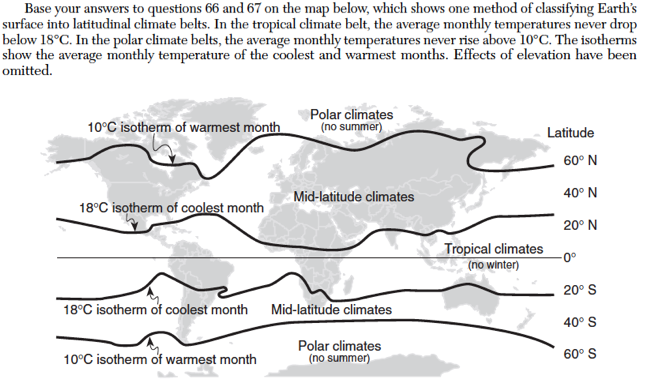 Base your answers to questions 66 and 67 on the map below, which shows one method of classifying Earth's
surface into latitudinal climate belts. In the tropical climate belt, the average monthly temperatures never drop
below 18°C. In the polar climate belts, the average monthly temperatures never rise above 10°C. The isotherms
show the average monthly temperature of the coolest and warmest months. Effects of elevation have been
omitted.
Polar climates
(no summer)
10°C isotherm of warmest month
Latitude
60° N
Mid-latitude climates
40° N
18°C isotherm of coolest month
20° N
Tropical climates
(no winter)
0°
20° S
18°C isotherm of coolest month
Mid-latitude climates
40° S
Polar climates
(no summer)
10°C isotherm of warmest month
60° S